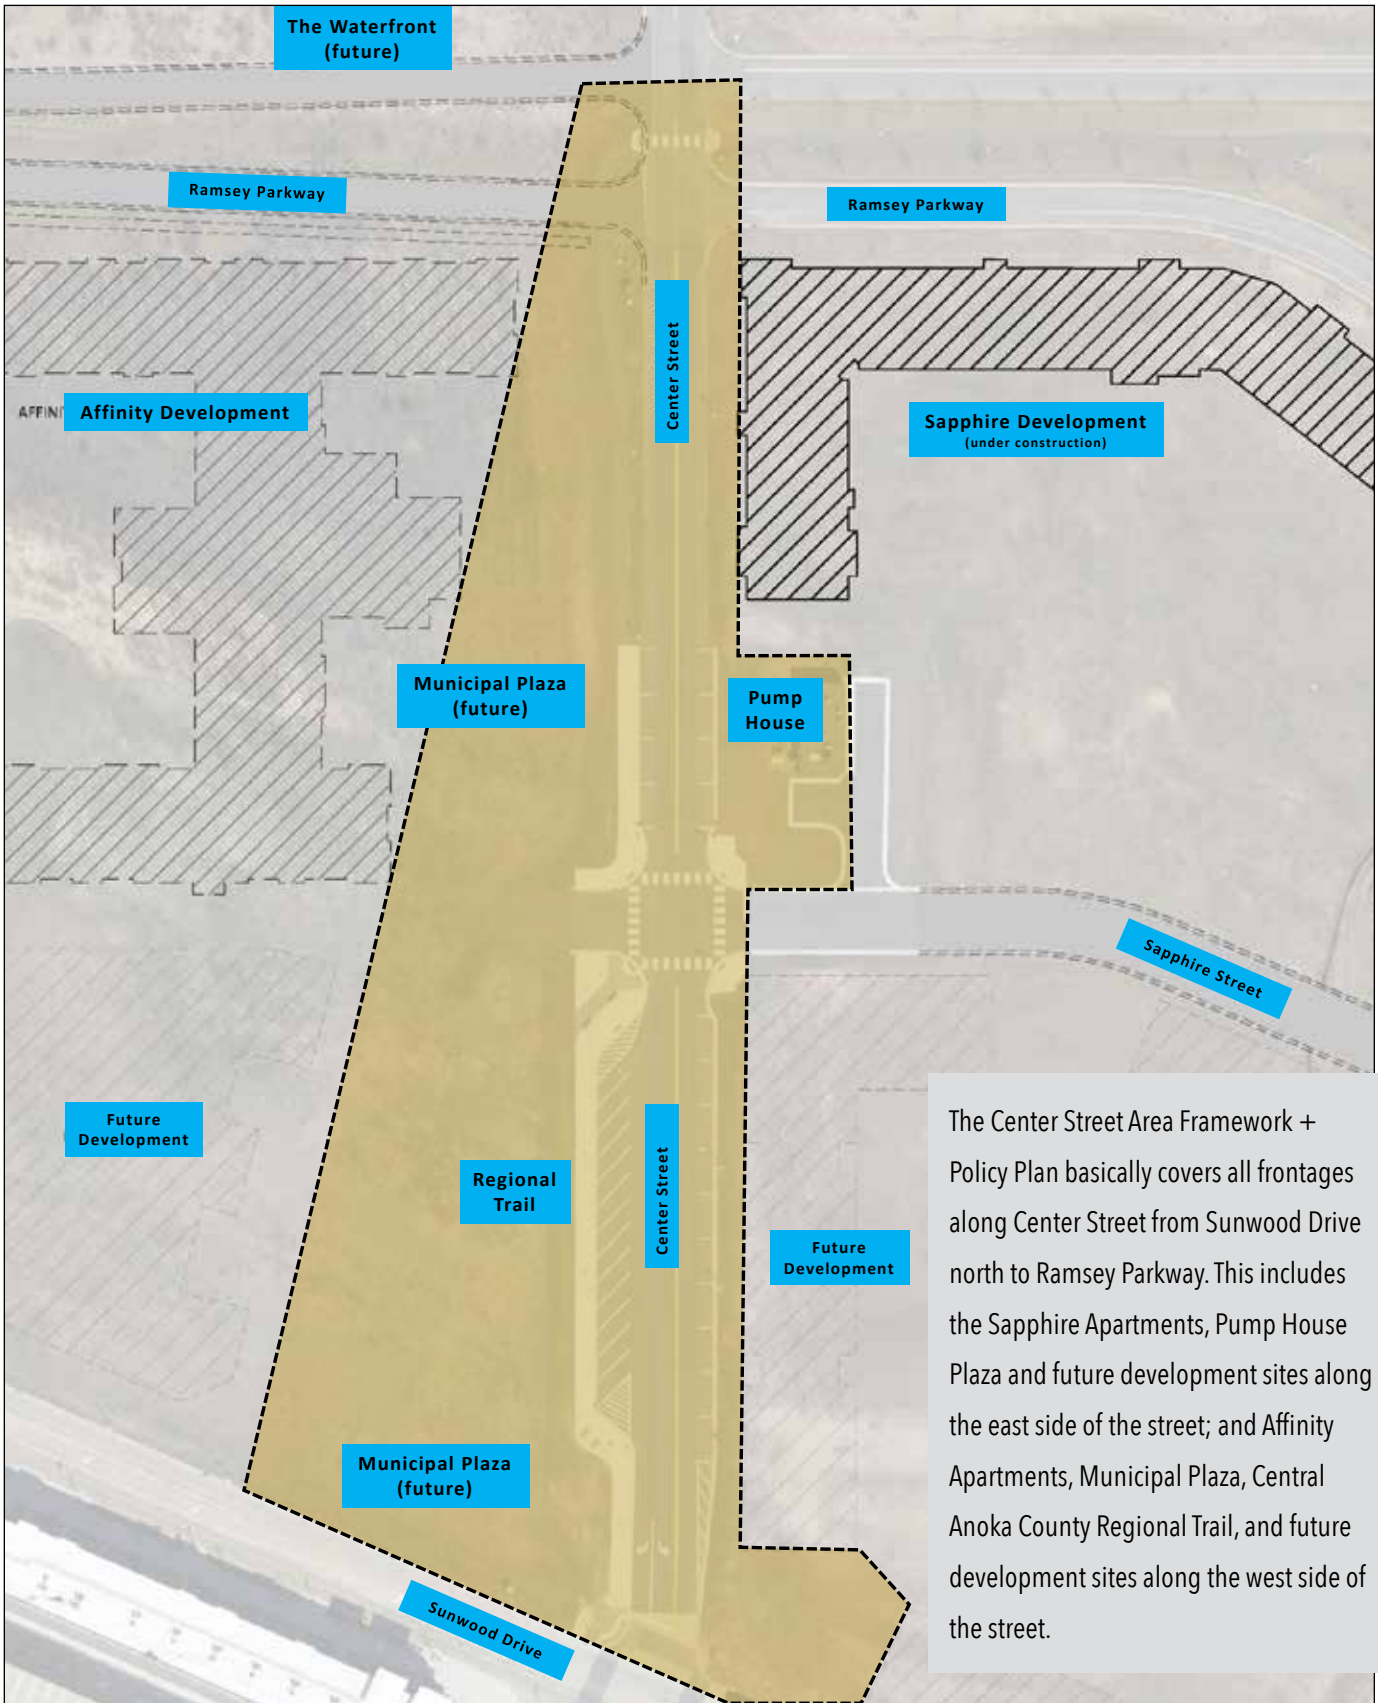 The Waterfront
(future)
Ramsey Parkway
Ramsey Parkway
Center Street
Affinity Development
Sapphire Development
(under construction)
Municipal Plaza
(future)
Pump
House
Sapphire Street
Future
Development
Regional
Trail
Center Street
Future
Development
Municipal Plaza
(future)
Sunwood Drive
The Center Street Area Framework +
Policy Plan basically covers all frontages
along Center Street from Sunwood Drive
north to Ramsey Parkway. This includes
the Sapphire Apartments, Pump House
Plaza and future development sites along
the east side of the street; and Affinity
Apartments, Municipal Plaza, Central
Anoka County Regional Trail, and future
development sites along the west side of
the street.